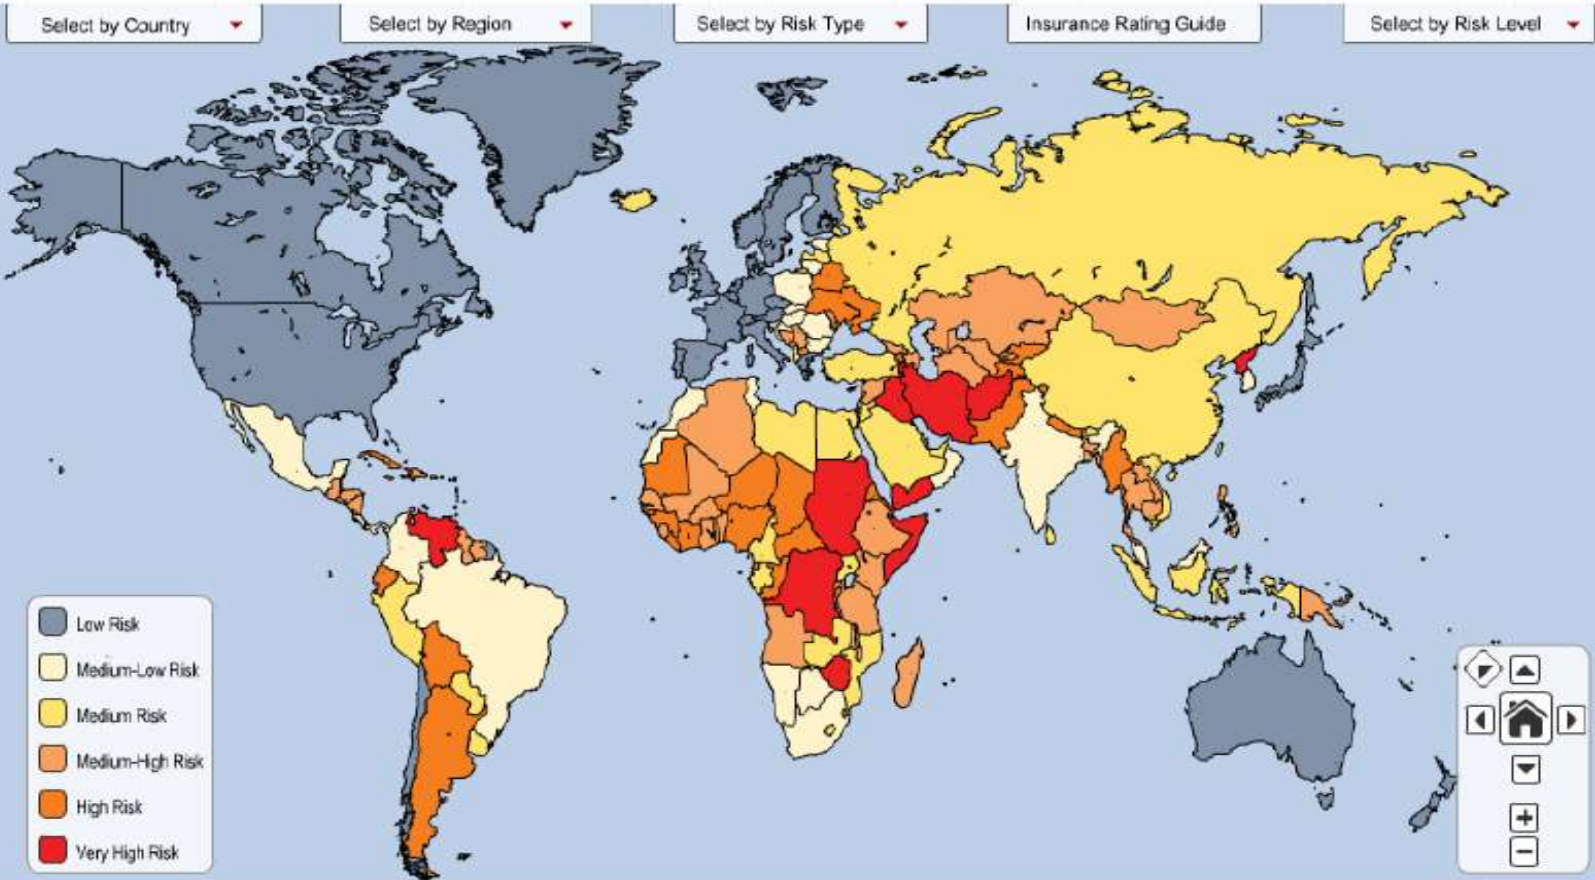 Select by Country
Select by Region
Select by Risk Type
Insurance Rating Guide
Select by Risk Level
Low Risk
Medium-Low Risk
Medium Risk
Medium-High Risk
High Risk
Very High Risk